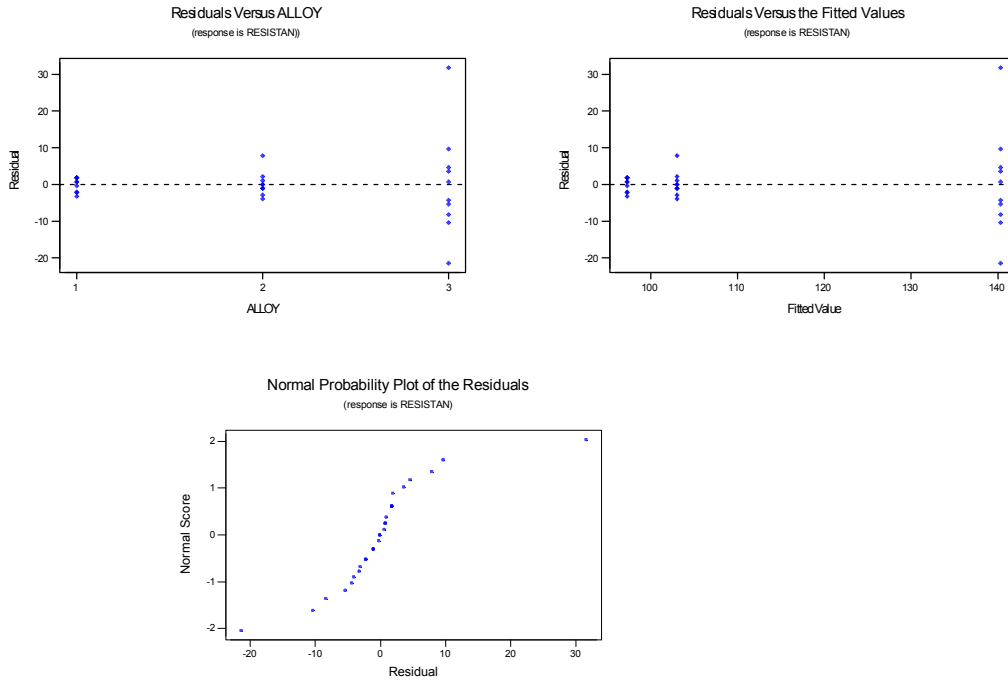 Residuals Versus ALLOY
(response is RESISTAN))
30
20
10
0
-10
-20
Residual
1
2
3
ALLOY
Residuals Versus the Fitted Values
(response is RESISTAN)
30
20
10
0
-10
-20
Residual
100
110
120
130
140
Fitted Value
Normal Probability Plot of the Residuals
(response is RESISTAN)
2
1
0
-1
-2
Normal Score
-20
-10
0
10
20
30
Residual